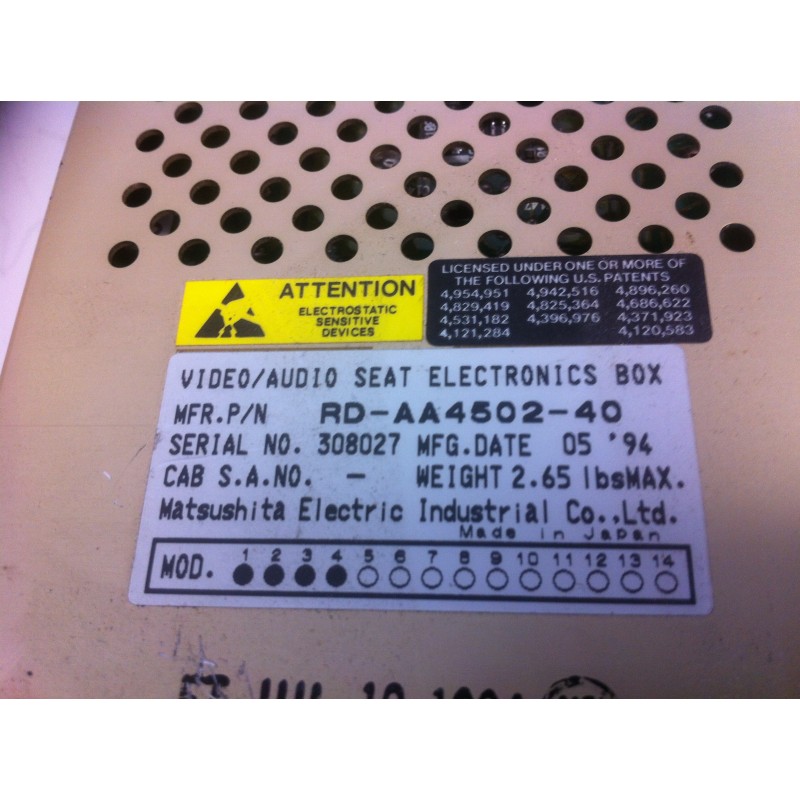 ATTENTION
ELECTROSTATIC
SENSITIVE
DEVICES
LICENSED UNDER ONE OR MORE OF
THE FOLLOWING U.S. PATENTS
4,954,951 4,942,516 4,896,260
4,829,419 4,825,364 4,686,622
4,531,182 4,396,976 4,371,923
4,121,284 4,120,583
VIDEO/AUDIO SEAT ELECTRONICS BOX
MFR.P/N RD-AA4502-40
SERIAL NO. 308027 MFG.DATE 05 '94
CAB S.A.NO. - WEIGHT 2.65 lbsMAX.
Matsushita Electric Industrial Co.,Ltd.
Made in Japan
MOD. 1 2 3 4 5 6 7 8 9 10 11 12 13 14